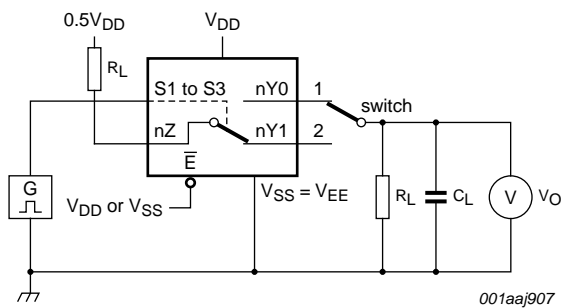 0.5VDD
VDD
RL
S1 to S3
nY0
1
switch
nZ
nY1
2
E
G
VDD or VSS
VSS = VEE
RL
CL
V
VO
001aaj907